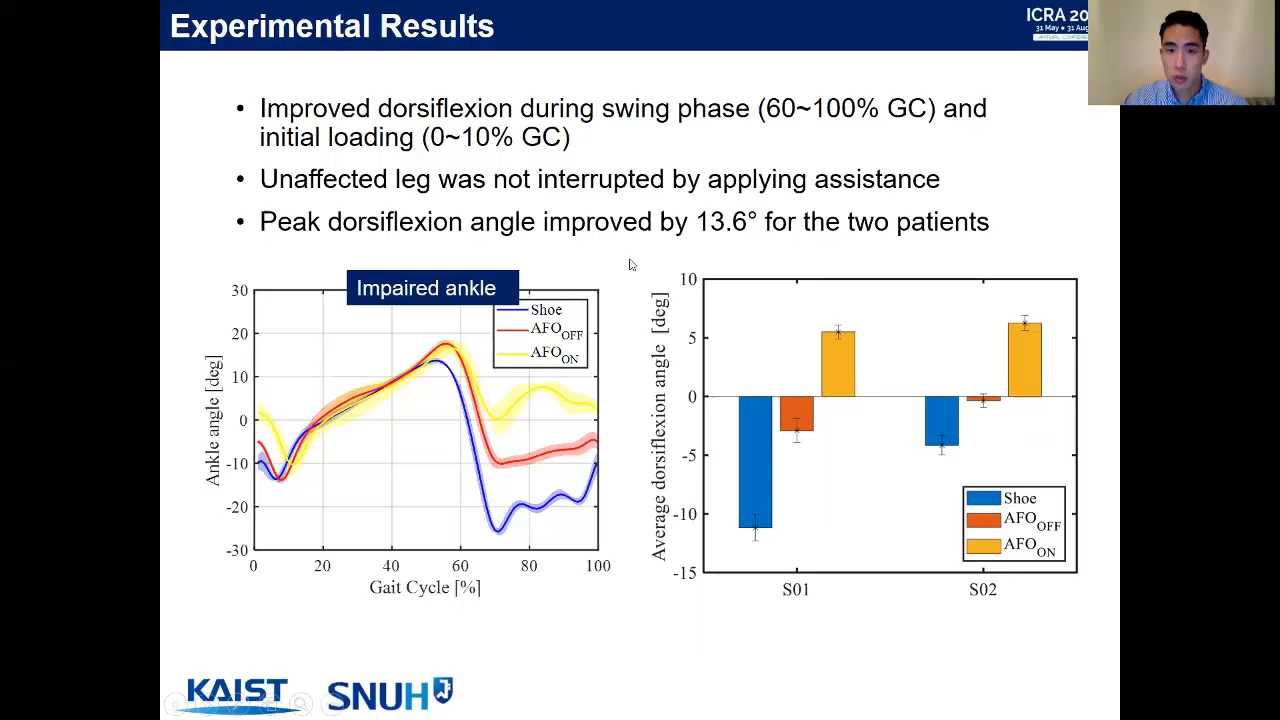 Experimental Results
ICRA 20
31 May • 31 Aug
• Improved dorsiflexion during swing phase (60~100% GC) and
initial loading (0~10% GC)
• Unaffected leg was not interrupted by applying assistance
• Peak dorsiflexion angle improved by 13.6° for the two patients
Impaired ankle
Shoe
AFO_OFF
AFO_ON
30
20
10
0
-10
-20
-30
Ankle angle [deg]
0 20 40 60 80 100
Gait Cycle [%]
10
5
0
-5
-10
-15
Average dorsiflexion angle [deg]
Shoe
AFO_OFF
AFO_ON
S01 S02
KAIST SNUH